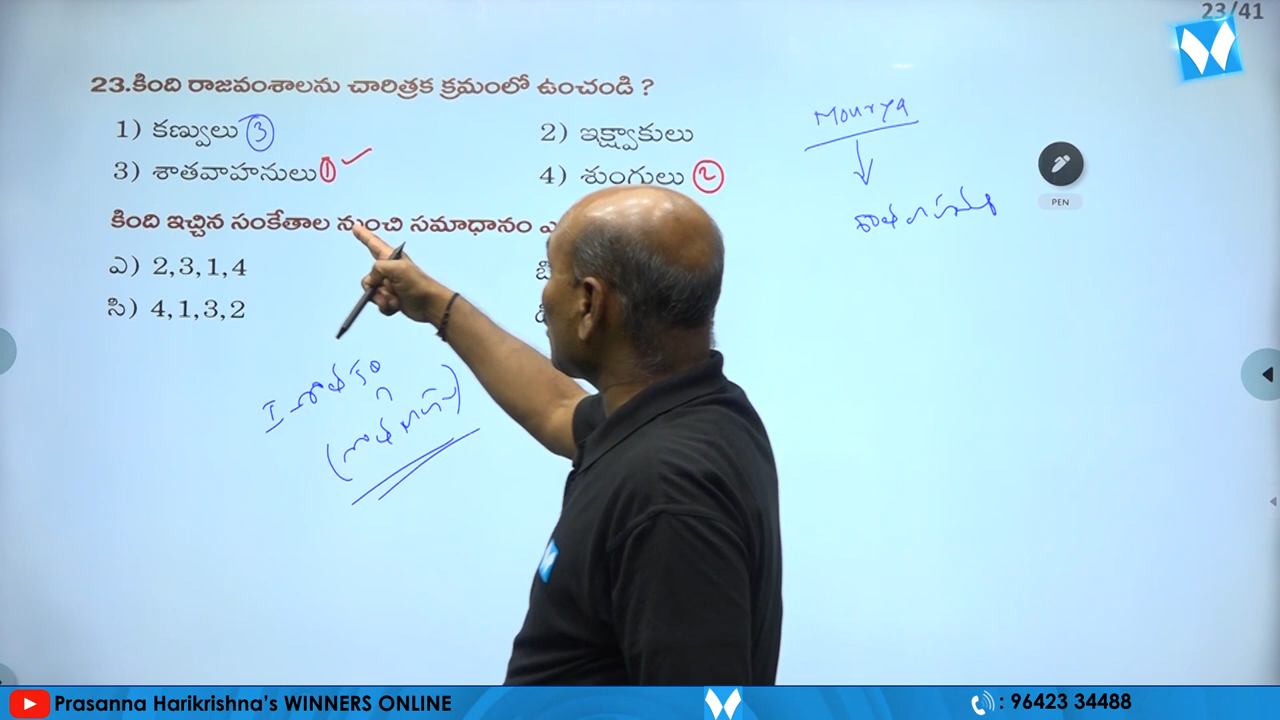 23/41
23.కింది రాజవంశాలను చారిత్రక క్రమంలో ఉంచండి ?
1) కణ్వులు 3 2) ఇక్ష్వాకులు
3) శాతవాహనులు 1 4) శుంగులు 2
కింది ఇచ్చిన సంకేతాల నుంచి సమాధానం
ఎ) 2,3,1,4
సి) 4,1,3,2
Mourya
PEN
Prasanna Harikrishna's WINNERS ONLINE : 96423 34488